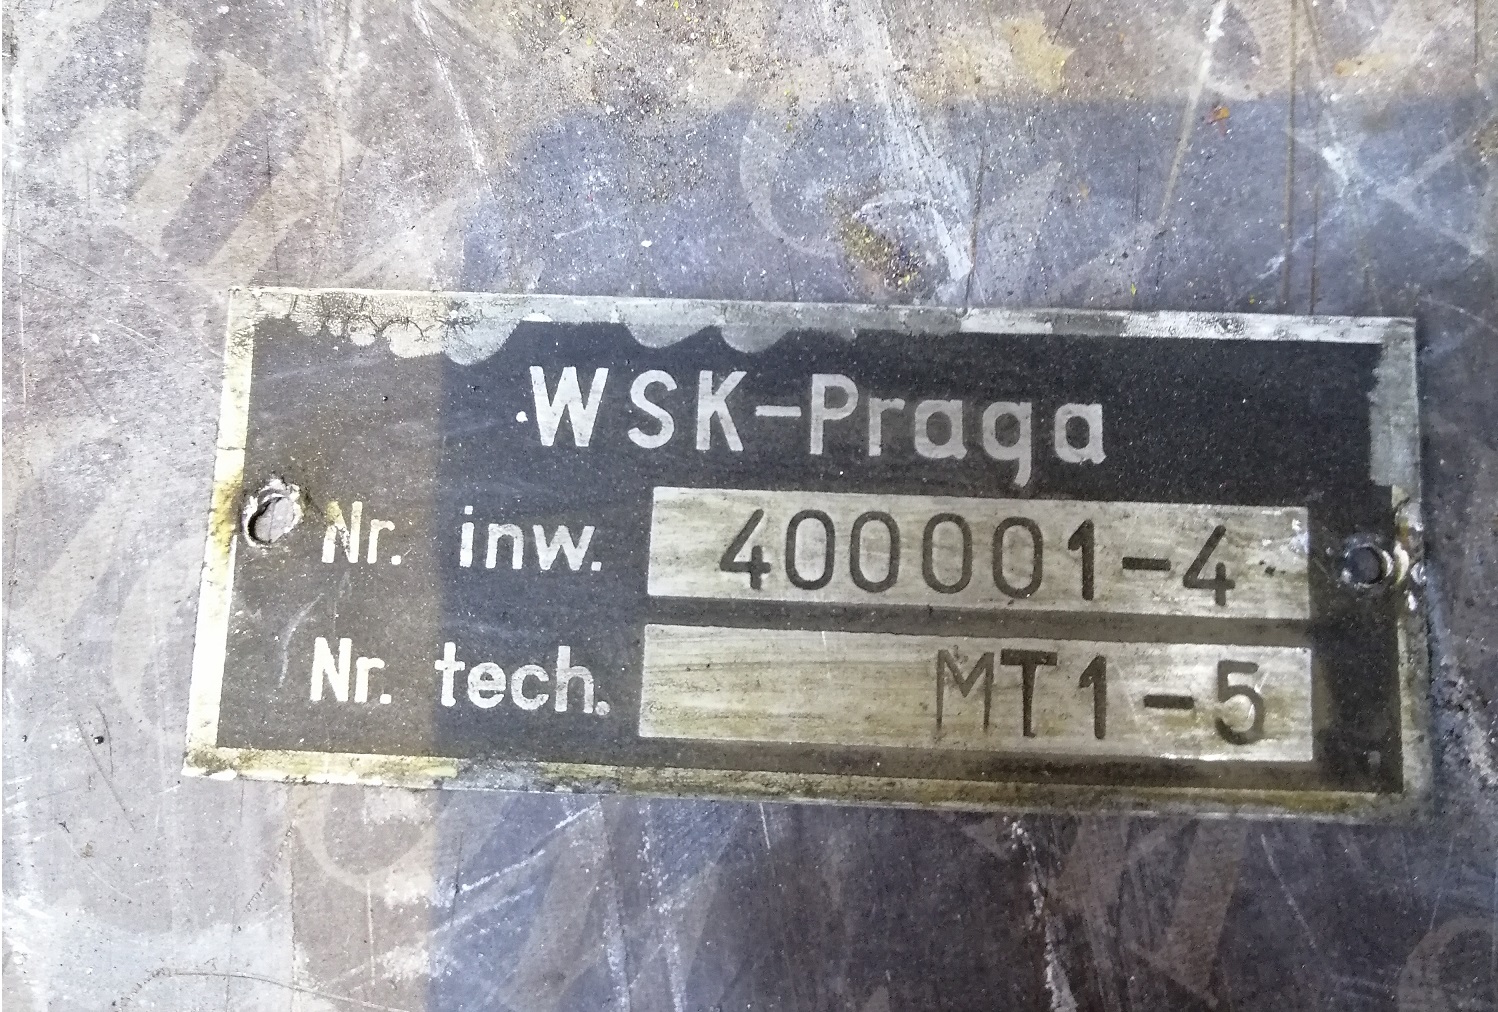 WSK-Praga
Nr. inw. 400001-4
Nr. tech. MT1-5